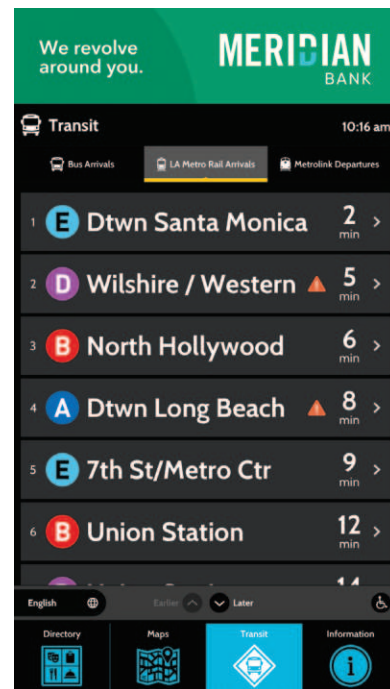 We revolve
around you.
MERIDIAN
BANK
Transit
10:16 am
Bus Arrivals
LA Metro Rail Arrivals
Metrolink Departures
1 E Dtwn Santa Monica 2 min >
2 D Wilshire / Western 5 min >
3 B North Hollywood 6 min >
4 A Dtwn Long Beach 8 min >
5 E 7th St/Metro Ctr 9 min >
6 B Union Station 12 min >
English
Earlier
Later
Directory
Maps
Transit
Information
i